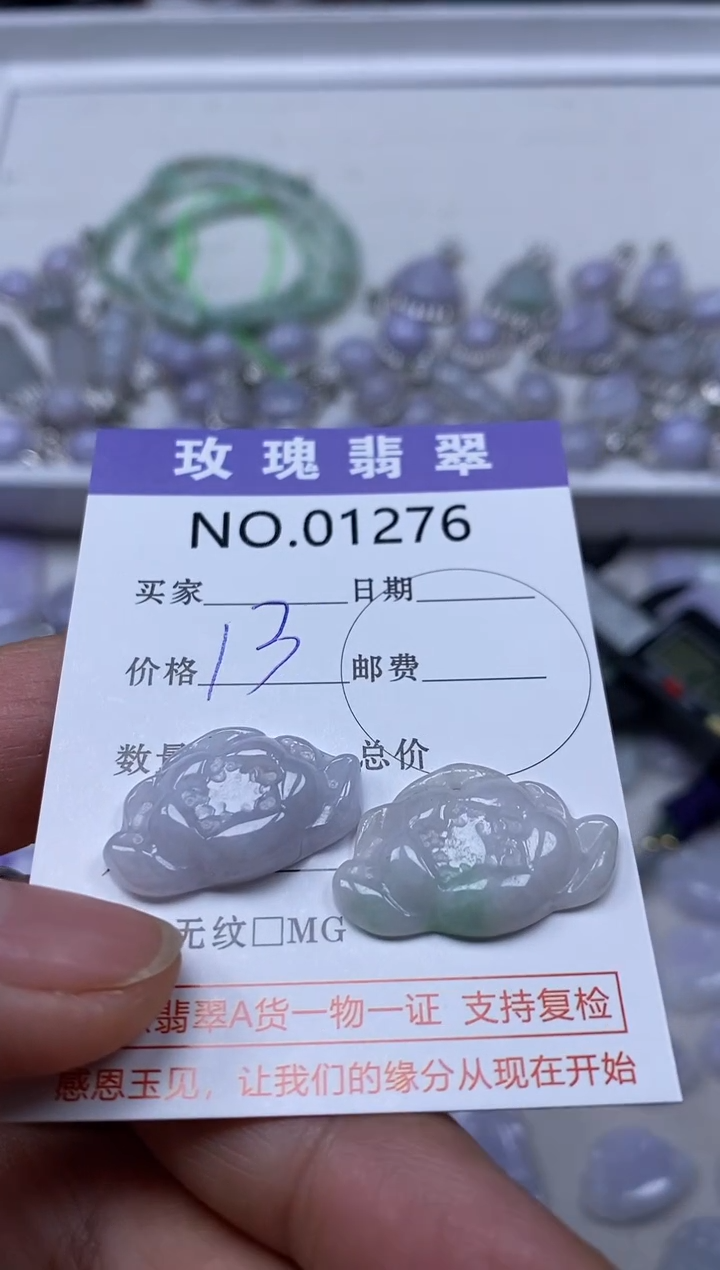 玫瑰翡翠
NO.01276
买家 日期
价格 13 邮费
数量 总价
无纹□MG
翡翠A货一物一证 支持复检
感恩玉见，让我们的缘分从现在开始